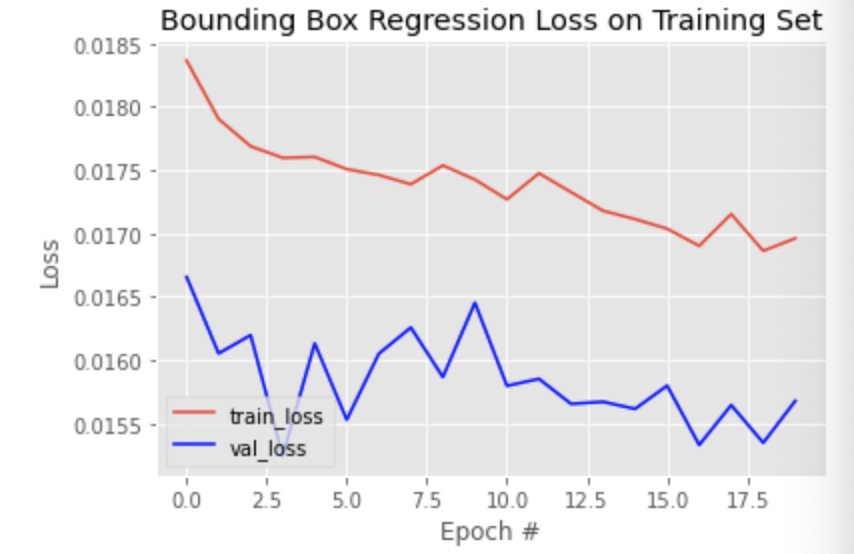 Bounding Box Regression Loss on Training Set
0.0185
0.0180
0.0175
0.0170
0.0165
0.0160
0.0155
Loss
train_loss
val_loss
0.0 2.5 5.0 7.5 10.0 12.5 15.0 17.5
Epoch #